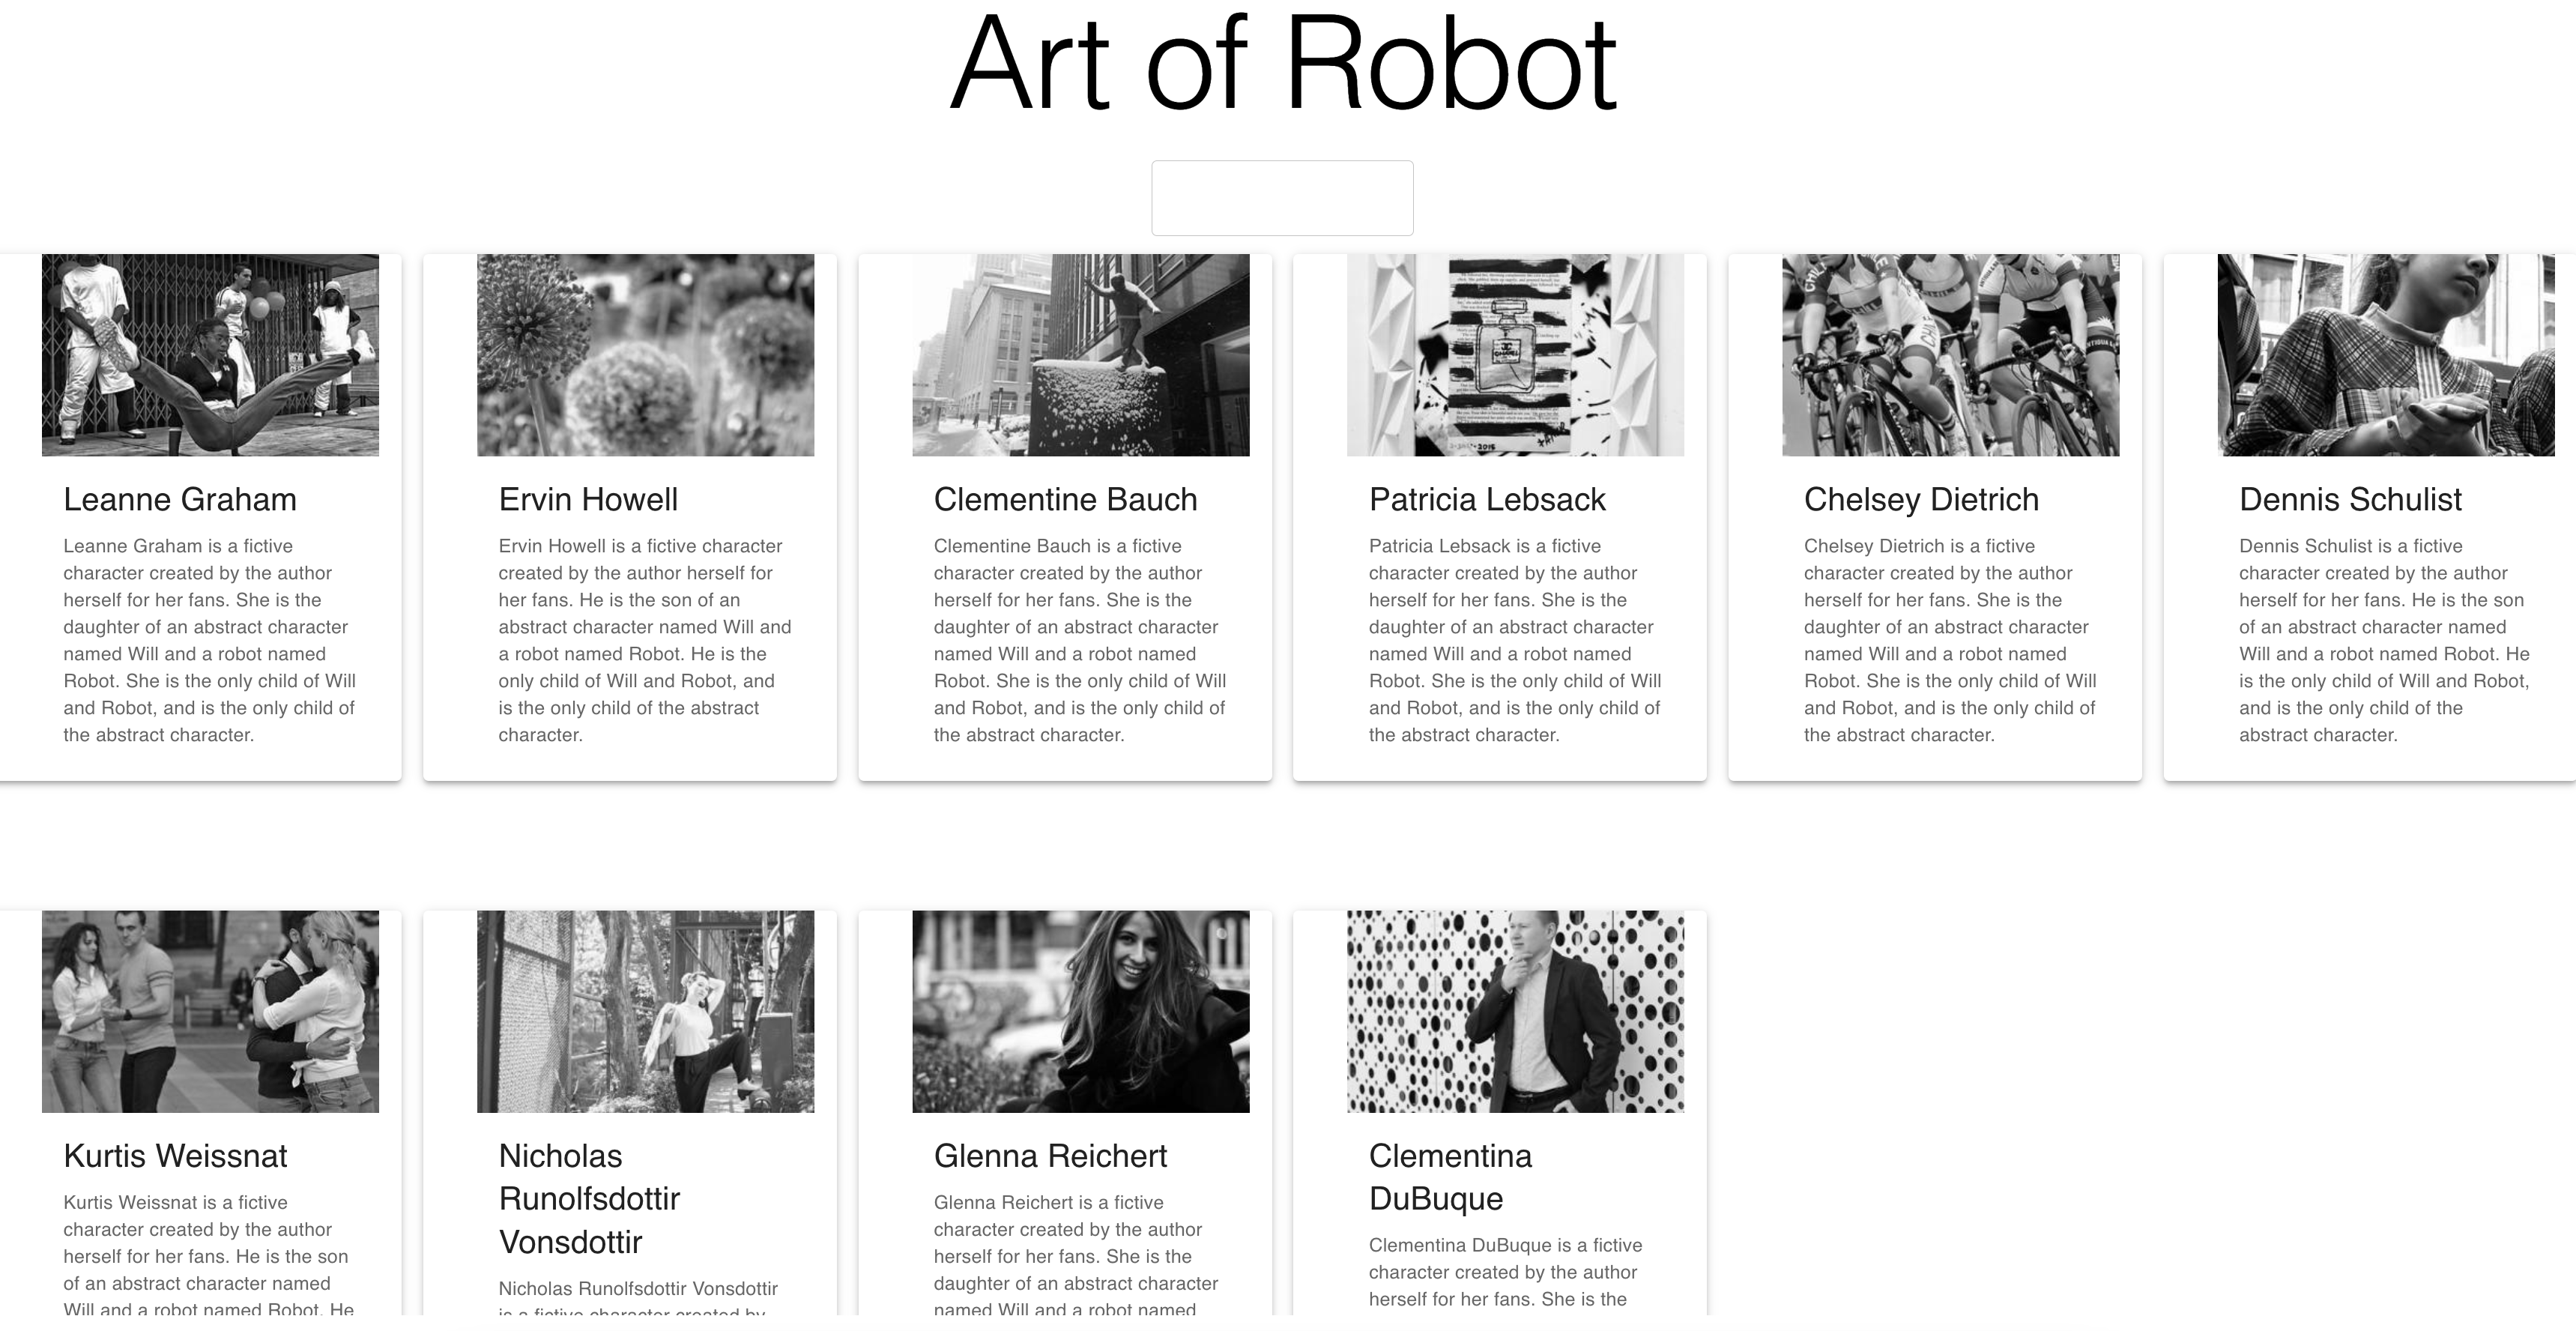 Art of Robot
CHANEL
Leanne Graham
Leanne Graham is a fictive
character created by the author
herself for her fans. She is the
daughter of an abstract character
named Will and a robot named
Robot. She is the only child of Will
and Robot, and is the only child of
the abstract character.
Ervin Howell
Ervin Howell is a fictive character
created by the author herself for
her fans. He is the son of an
abstract character named Will and
a robot named Robot. He is the
only child of Will and Robot, and
is the only child of the abstract
character.
Clementine Bauch
Clementine Bauch is a fictive
character created by the author
herself for her fans. She is the
daughter of an abstract character
named Will and a robot named
Robot. She is the only child of Will
and Robot, and is the only child of
the abstract character.
Patricia Lebsack
Patricia Lebsack is a fictive
character created by the author
herself for her fans. She is the
daughter of an abstract character
named Will and a robot named
Robot. She is the only child of Will
and Robot, and is the only child of
the abstract character.
Chelsey Dietrich
Chelsey Dietrich is a fictive
character created by the author
herself for her fans. She is the
daughter of an abstract character
named Will and a robot named
Robot. She is the only child of Will
and Robot, and is the only child of
the abstract character.
Dennis Schulist
Dennis Schulist is a fictive
character created by the author
herself for her fans. He is the son
of an abstract character named
Will and a robot named Robot. He
is the only child of Will and Robot,
and is the only child of the
abstract character.
Kurtis Weissnat
Kurtis Weissnat is a fictive
character created by the author
herself for her fans. He is the son
of an abstract character named
Will and a robot named Robot. He
Nicholas
Runolfsdottir
Vonsdottir
Nicholas Runolfsdottir Vonsdottir
is a fictive character created by
Glenna Reichert
Glenna Reichert is a fictive
character created by the author
herself for her fans. She is the
daughter of an abstract character
named Will and a robot named
Clementina
DuBuque
Clementina DuBuque is a fictive
character created by the author
herself for her fans. She is the